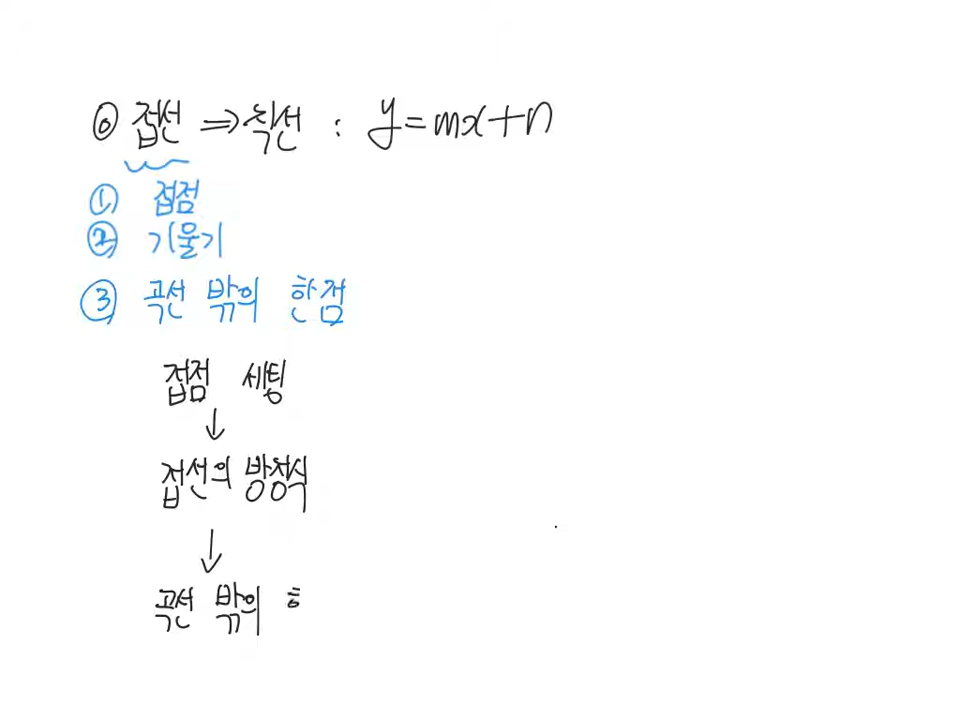 ⓪ 접선 ⇒ 직선 : y=mx+n
① 접점
② 기울기
③ 곡선 밖의 한점
접점 세팅
↓
접선의 방정식
↓
곡선 밖의 ㅎ